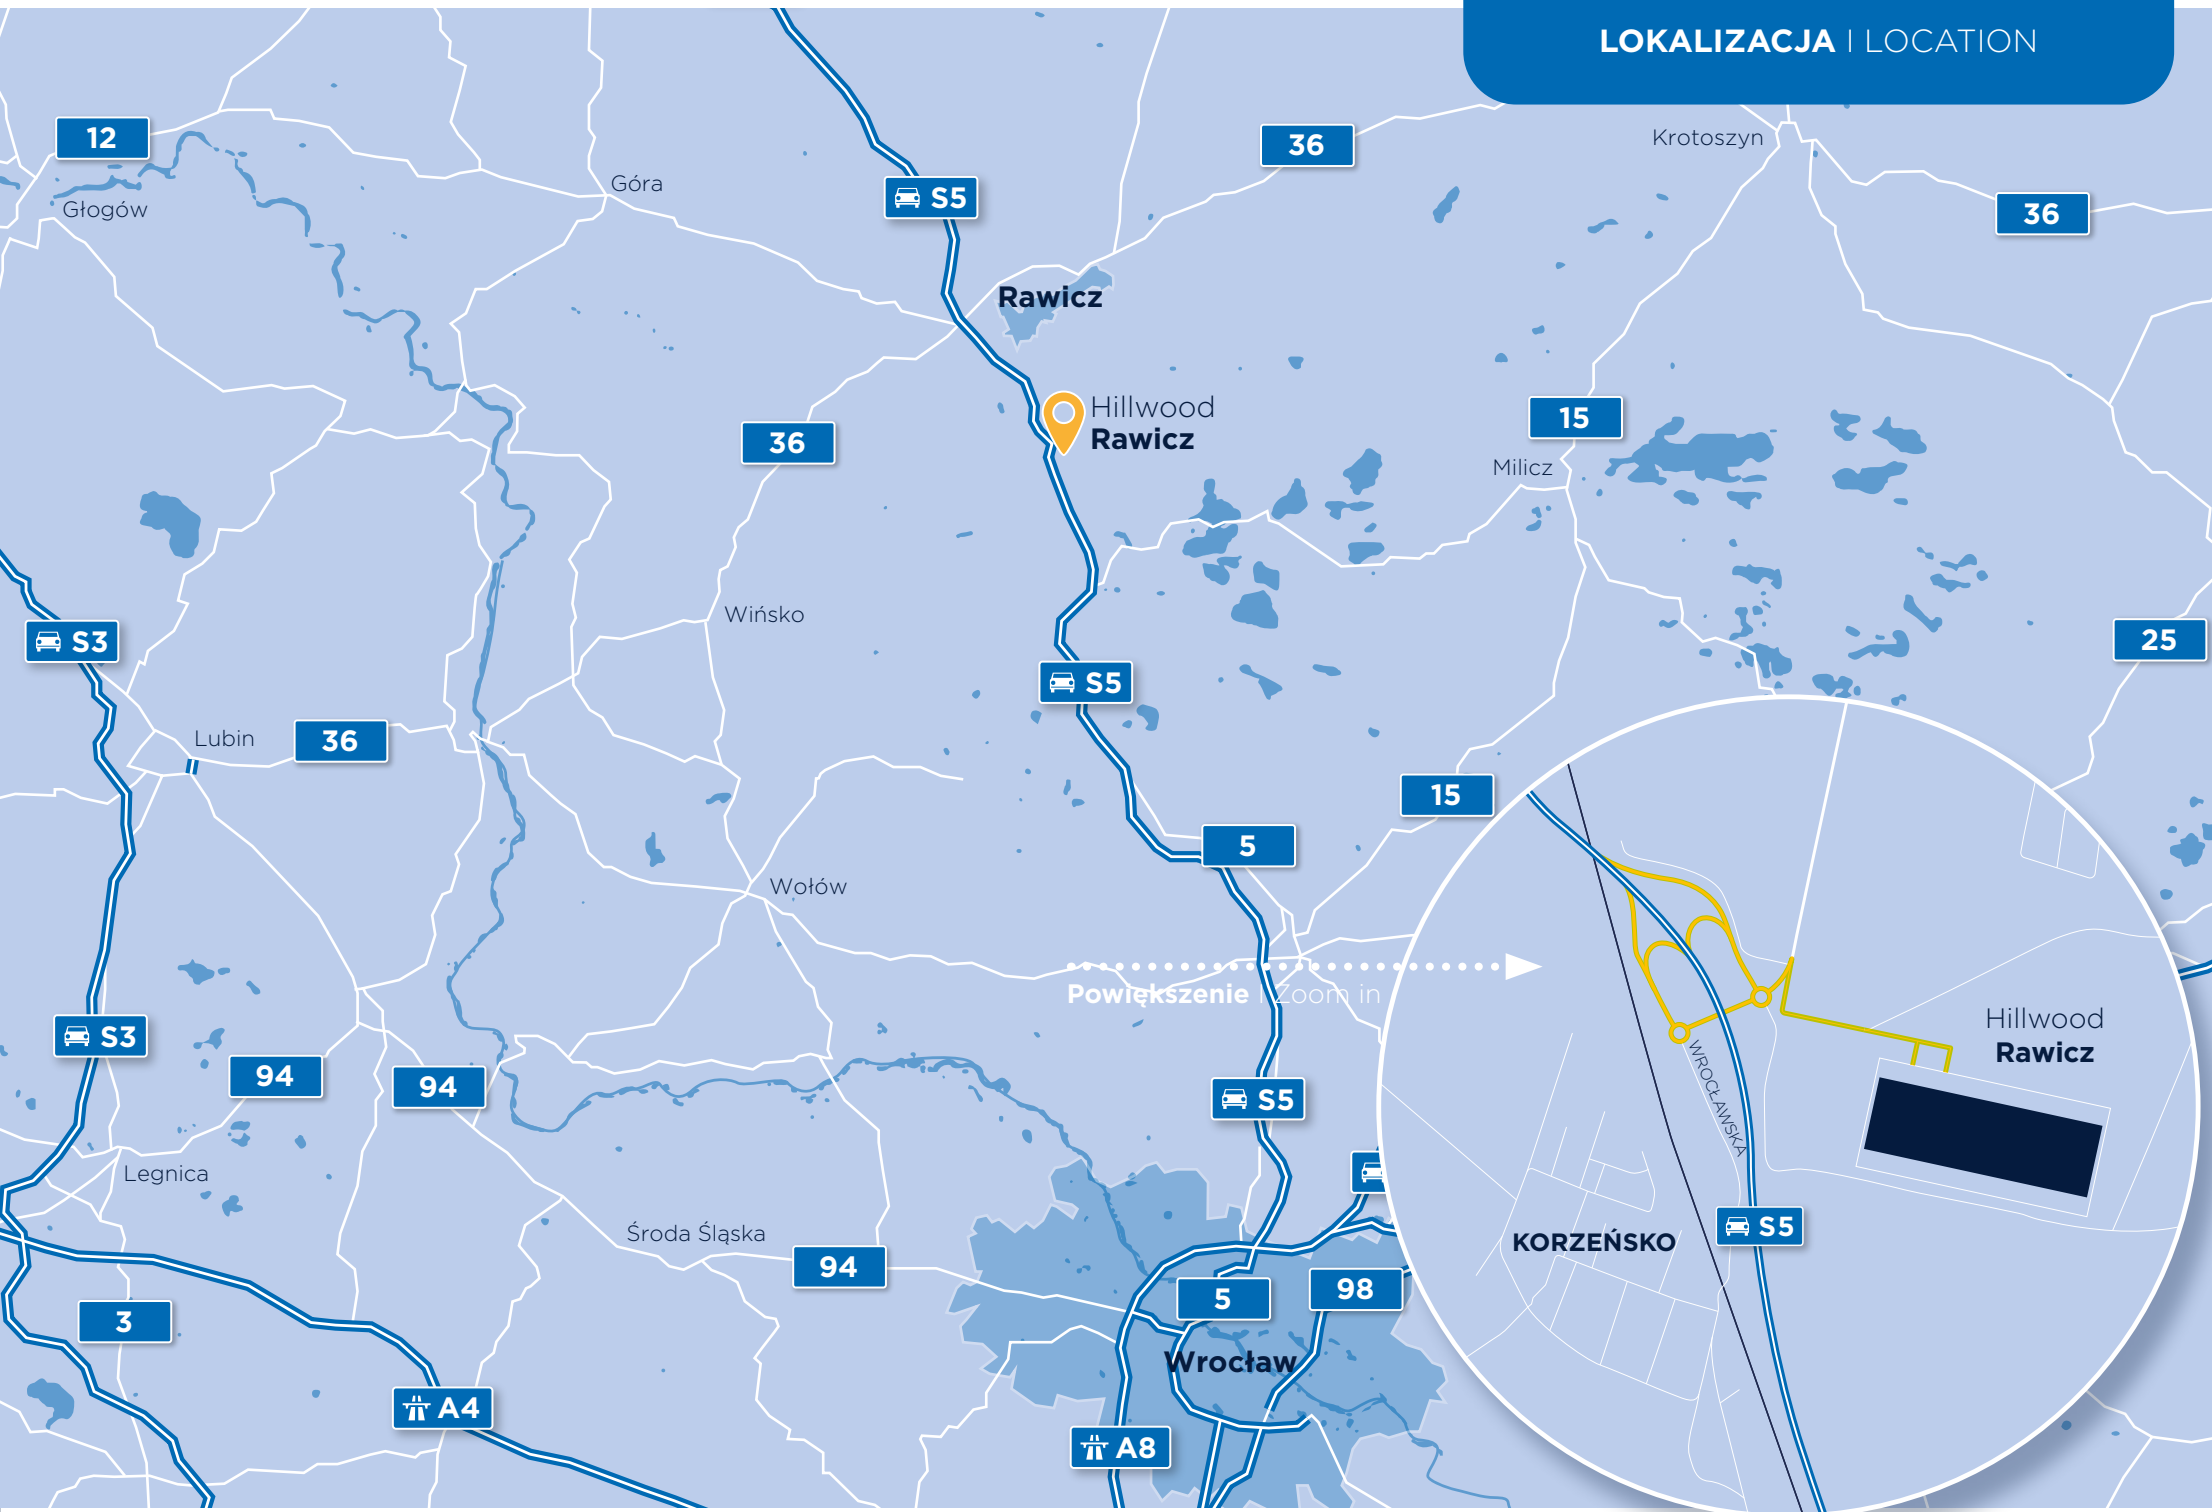 LOKALIZACJA I LOCATION
12
36
Krotoszyn
Góra
S5
Głogów
36
Rawicz
Hillwood
Rawicz
36
15
Milicz
Wińsko
S3
25
S5
Lubin
36
15
5
Wołów
Powiększenie I Zoom in
S3
94
94
S5
Legnica
Środa Śląska
94
5
98
3
Wrocław
A4
A8
Hillwood
Rawicz
WROCŁAWSKA
KORZEŃSKO
S5